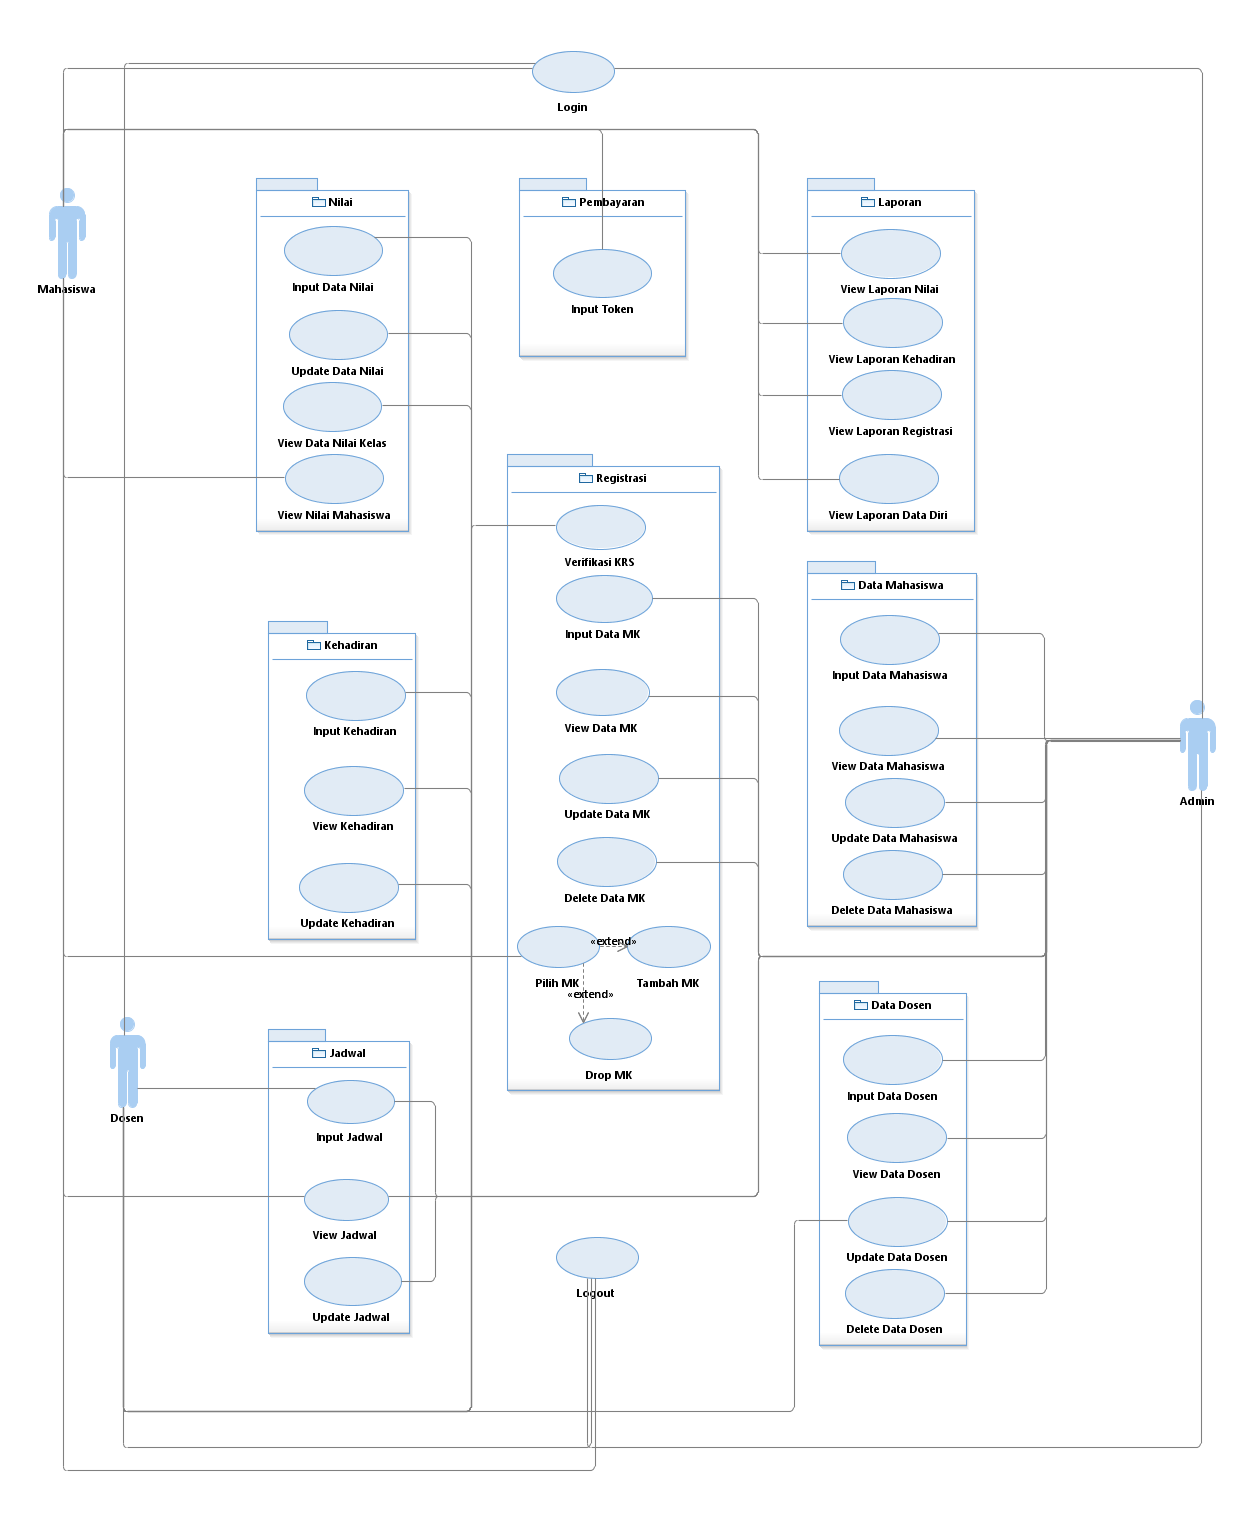 Login
Mahasiswa
Nilai
Input Data Nilai
Update Data Nilai
View Data Nilai Kelas
View Nilai Mahasiswa
Pembayaran
Input Token
Laporan
View Laporan Nilai
View Laporan Kehadiran
View Laporan Registrasi
View Laporan Data Diri
Registrasi
Verifikasi KRS
Input Data MK
View Data MK
Update Data MK
Delete Data MK
«extend»
Pilih MK
Tambah MK
«extend»
Drop MK
Data Mahasiswa
Input Data Mahasiswa
View Data Mahasiswa
Update Data Mahasiswa
Delete Data Mahasiswa
Admin
Kehadiran
Input Kehadiran
View Kehadiran
Update Kehadiran
Data Dosen
Input Data Dosen
View Data Dosen
Update Data Dosen
Delete Data Dosen
Dosen
Jadwal
Input Jadwal
View Jadwal
Update Jadwal
Logout